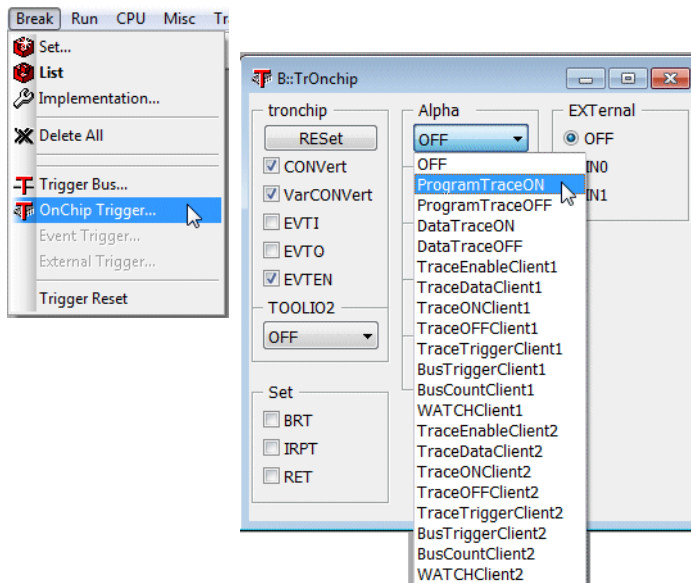 Break Run CPU Misc Tr
Set...
List
Implementation...
Delete All
Trigger Bus...
OnChip Trigger...
Event Trigger...
External Trigger...
Trigger Reset
B::TrOnchip
tronchip
RESet
CONVert
VarCONVert
EVTI
EVTO
EVTEN
TOOLIO2
OFF
Set
BRT
IRPT
RET
Alpha
OFF
OFF
ProgramTraceON
ProgramTraceOFF
DataTraceON
DataTraceOFF
TraceEnableClient1
TraceDataClient1
TraceONClient1
TraceOFFClient1
TraceTriggerClient1
BusTriggerClient1
BusCountClient1
WATCHClient1
TraceEnableClient2
TraceDataClient2
TraceONClient2
TraceOFFClient2
TraceTriggerClient2
BusTriggerClient2
BusCountClient2
WATCHClient2
EXTernal
OFF
IN0
IN1